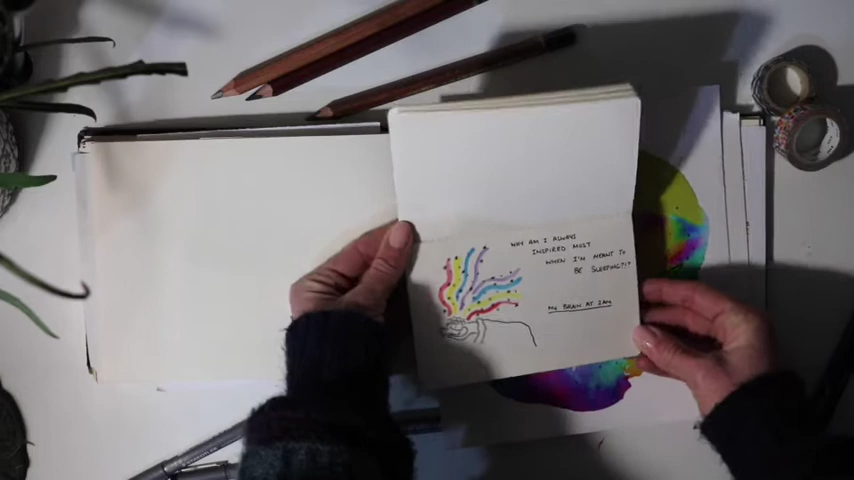 WHY AM I ALWAYS
INSPIRED MOST
WHEN I'M MEANT TO
BE SLEEPING?!?
MY BRAIN AT 2AM